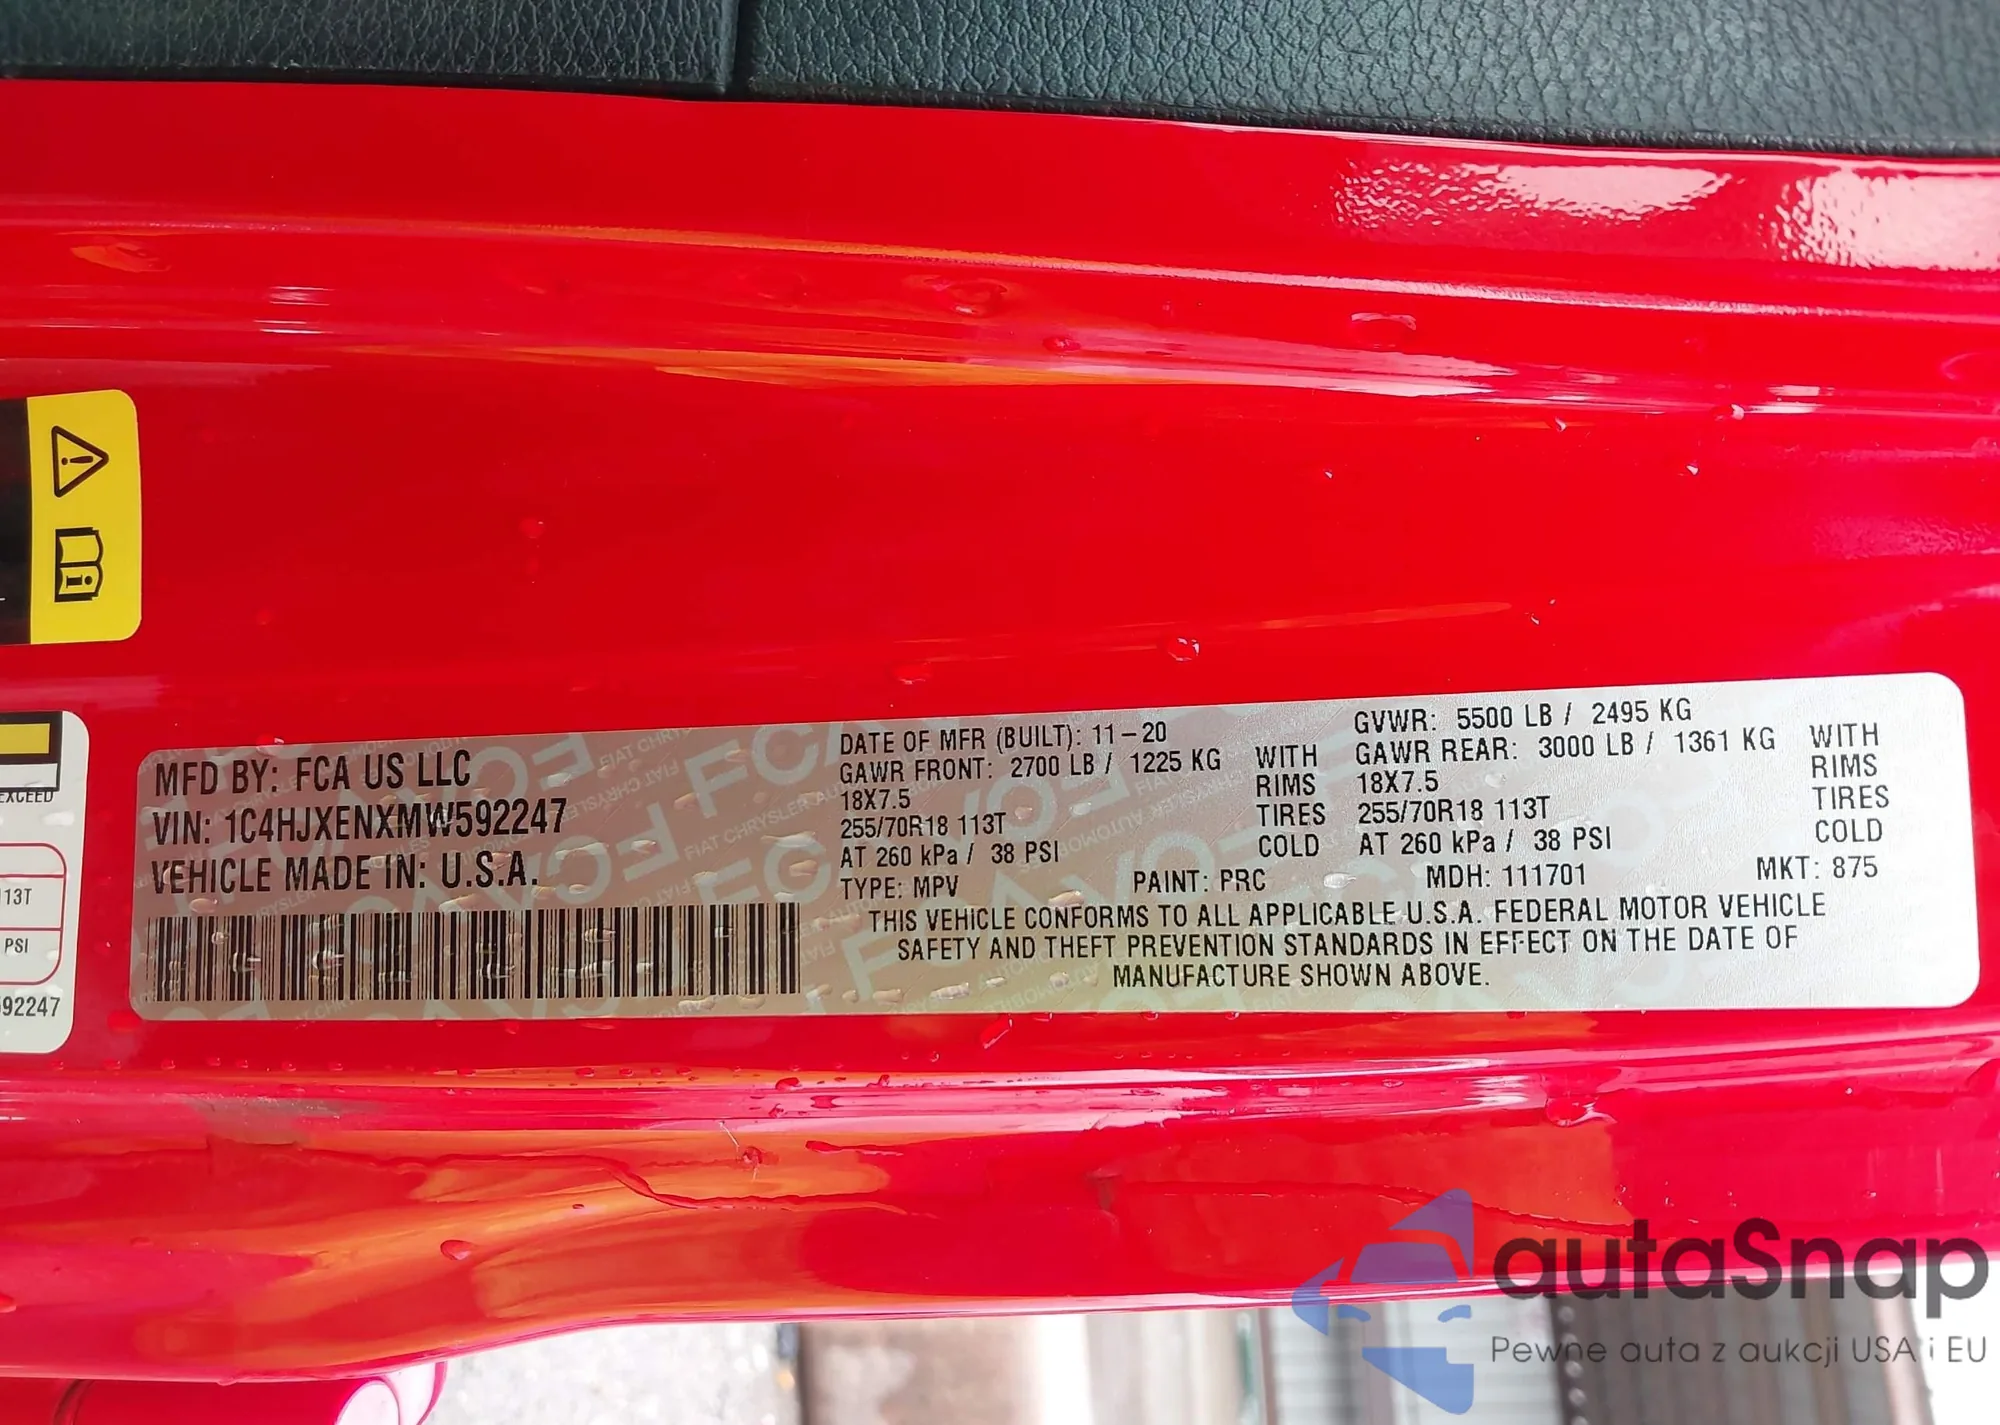 MFD BY: FCA US LLC
VIN: 1C4HJXENXMW592247
VEHICLE MADE IN: U.S.A.
DATE OF MFR (BUILT): 11-20
GVWR: 5500 LB / 2495 KG
GAWR FRONT: 2700 LB / 1225 KG WITH
GAWR REAR: 3000 LB / 1361 KG WITH
18X7.5 RIMS
18X7.5 RIMS
255/70R18 113T TIRES
255/70R18 113T TIRES
AT 260 kPa / 38 PSI COLD
AT 260 kPa / 38 PSI COLD
TYPE: MPV PAINT: PRC MDH: 111701 MKT: 875
THIS VEHICLE CONFORMS TO ALL APPLICABLE U.S.A. FEDERAL MOTOR VEHICLE
SAFETY AND THEFT PREVENTION STANDARDS IN EFFECT ON THE DATE OF
MANUFACTURE SHOWN ABOVE.
EXCEED
113T
PSI
592247
autaSnap
Pewne auta z aukcji USA i EU